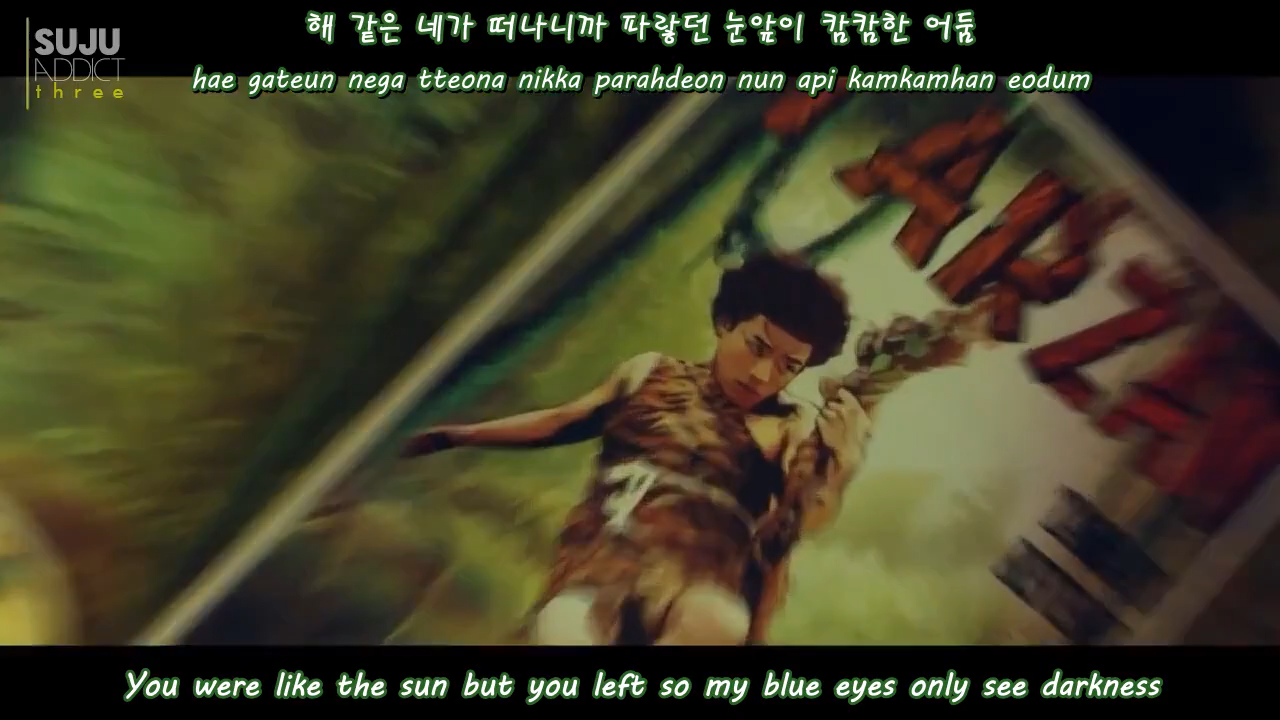 해 같은 네가 떠나니까 파랗던 눈앞이 캄캄한 어둠
SUJU
ADDICT
three
hae gateun nega tteona nikka parahdeon nun api kamkamhan eodum
You were like the sun but you left so my blue eyes only see darkness